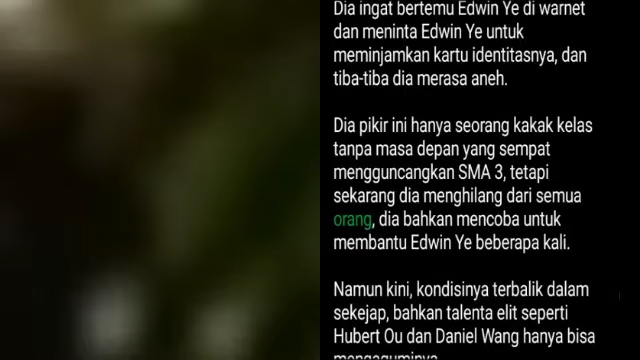 Dia ingat bertemu Edwin Ye di warnet
dan meminta Edwin Ye untuk
meminjamkan kartu identitasnya, dan
tiba-tiba dia merasa aneh.
Dia pikir ini hanya seorang kakak kelas
tanpa masa depan yang sempat
mengguncangkan SMA 3, tetapi
sekarang dia menghilang dari semua
orang, dia bahkan mencoba untuk
membantu Edwin Ye beberapa kali.
Namun kini, kondisinya terbalik dalam
sekejap, bahkan talenta elit seperti
Hubert Ou dan Daniel Wang hanya bisa
mengaguminya